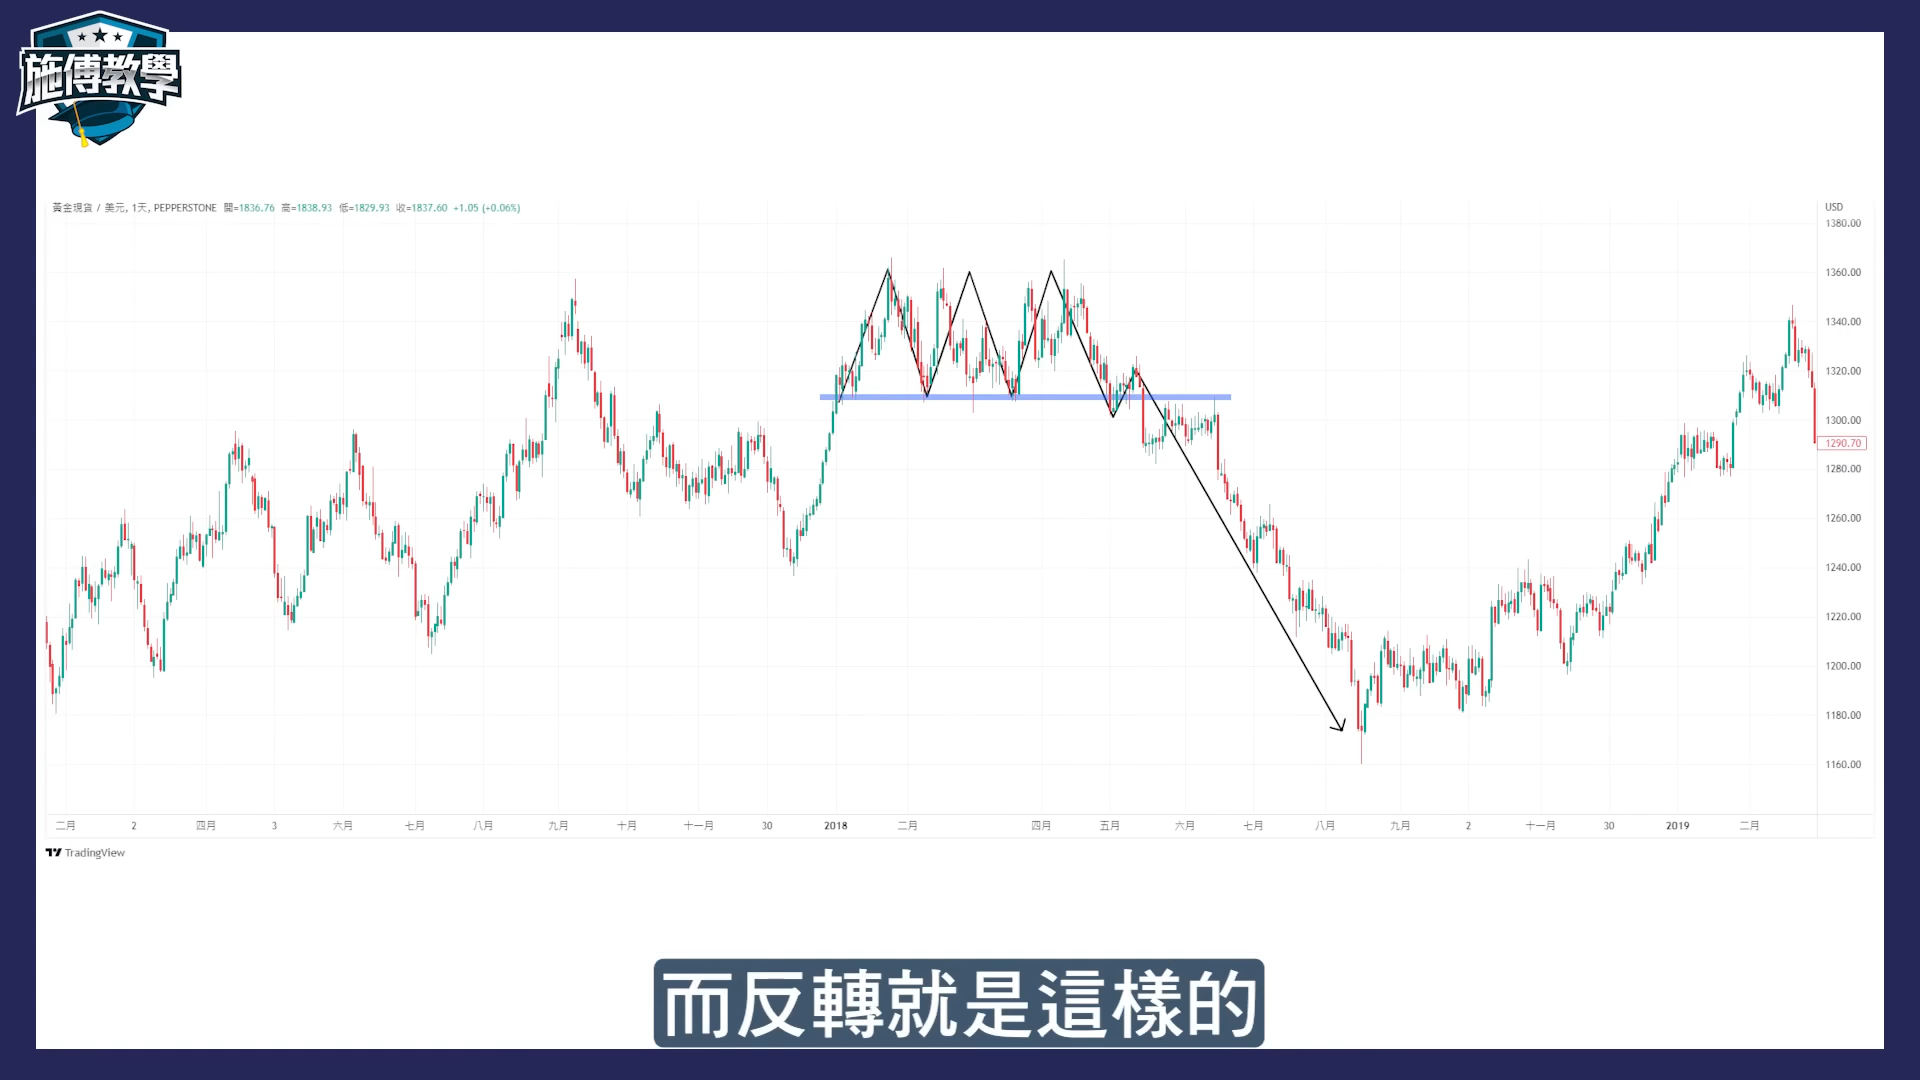 施傅教學
黃金現貨 / 美元, 1天, PEPPERSTONE 開=1836.76 高=1838.93 低=1829.93 收=1837.60 +1.05 (+0.06%)
USD
1380.00
1360.00
1340.00
1320.00
1300.00
1290.70
1280.00
1260.00
1240.00
1220.00
1200.00
1180.00
1160.00
二月 2 四月 3 六月 七月 八月 九月 十月 十一月 30 2018 二月 四月 五月 六月 七月 八月 九月 2 十一月 30 2019 二月
TradingView
而反轉就是這樣的